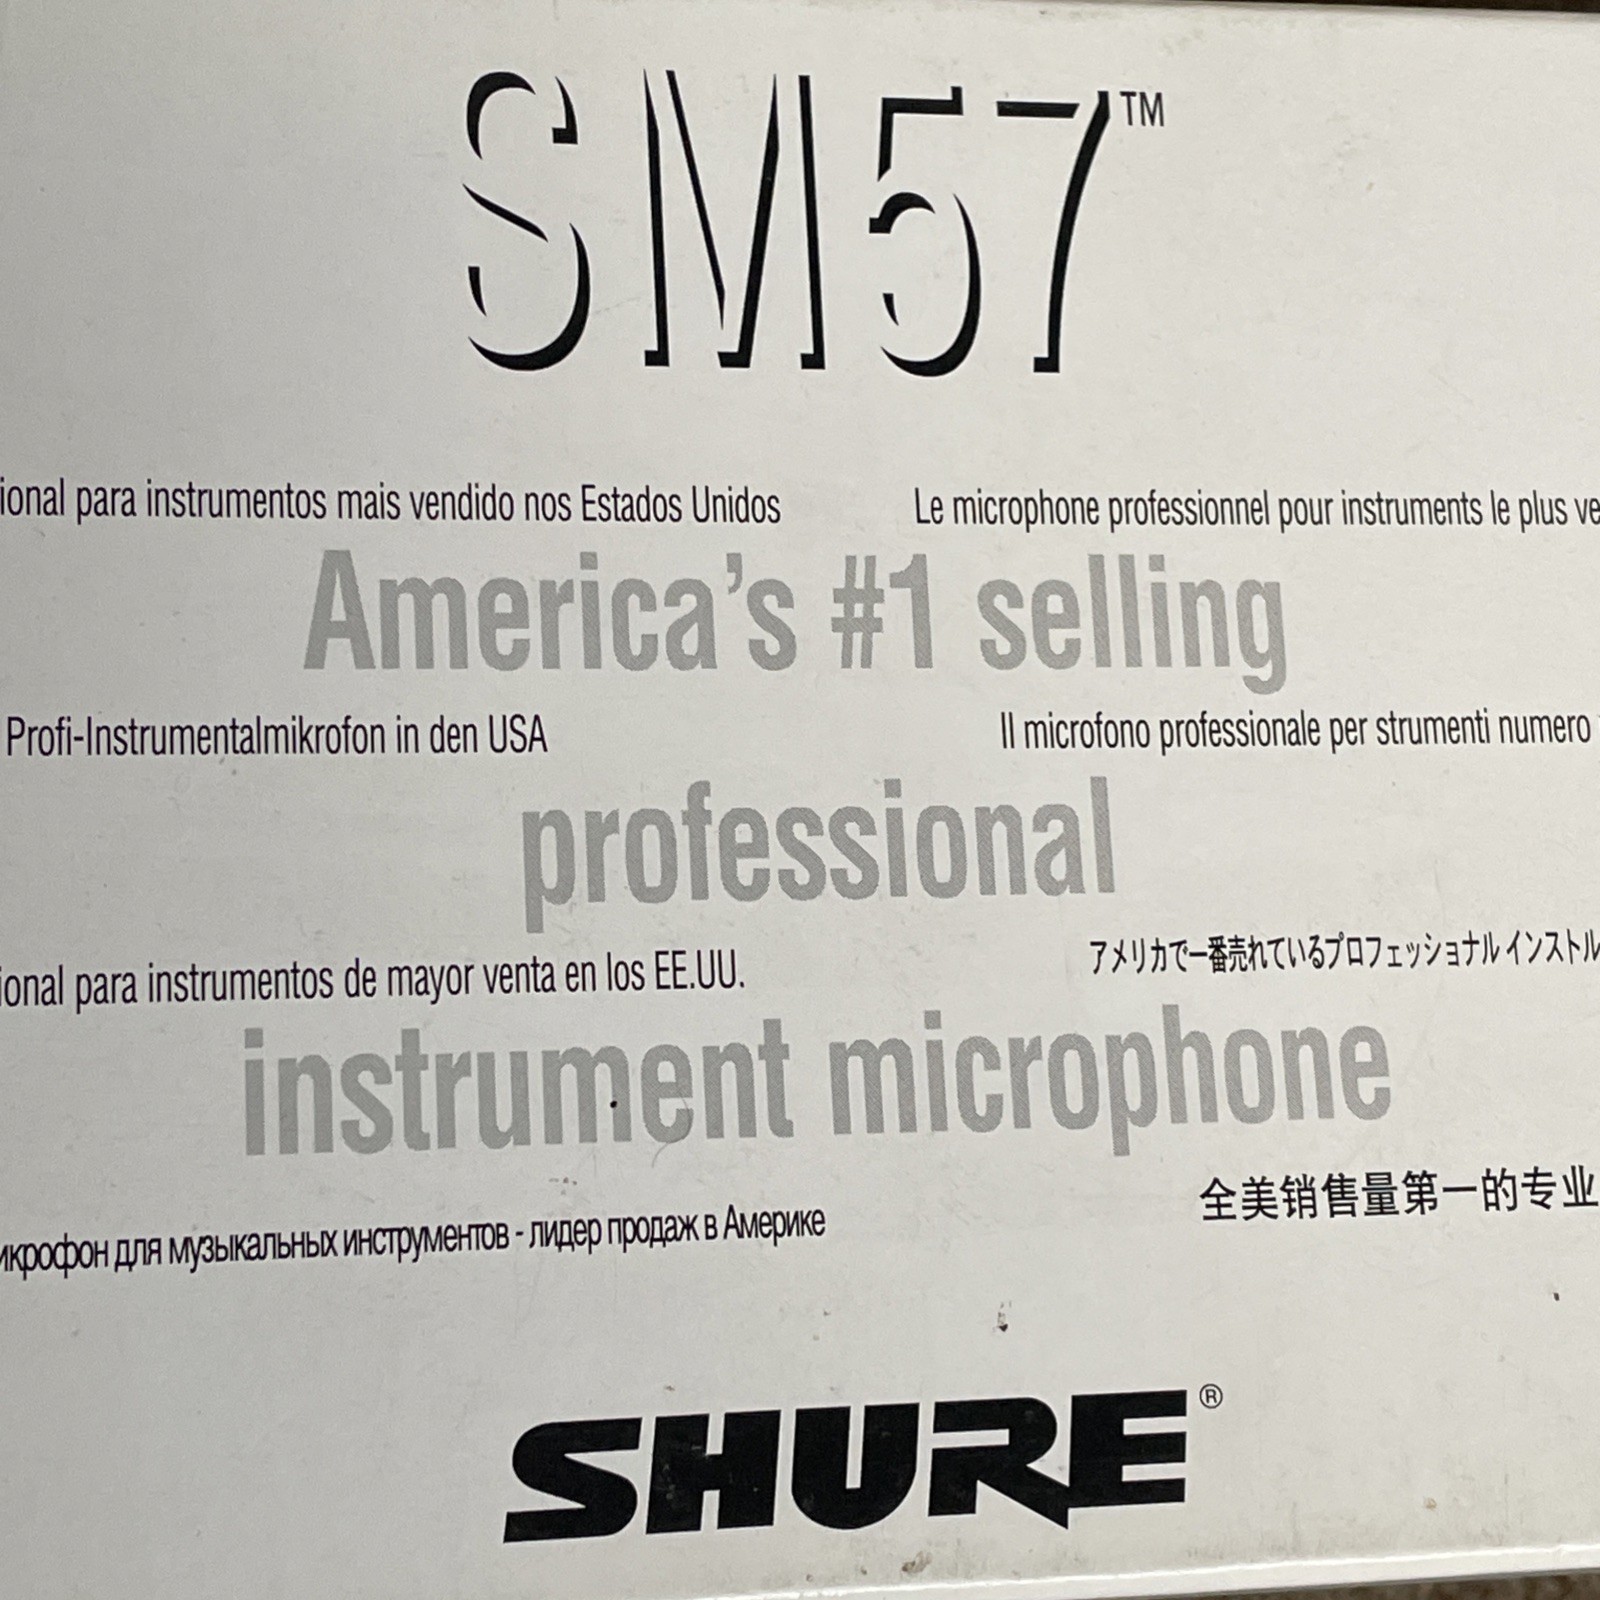 SM57™
para instrumentos mais vendido nos Estados Unidos
Le microphone professionnel pour instruments le plus
America's #1 selling
Profi-Instrumentalmikrofon in den USA
Il microfono professionale per strumenti numero
professional
para instrumentos de mayor venta en los EE.UU.
アメリカで一番売れているプロフェッショナル インストル
instrument microphone
全美销售量第一的专业
икрофон для музыкальных инструментов - лидер продаж в Америке
SHURE®